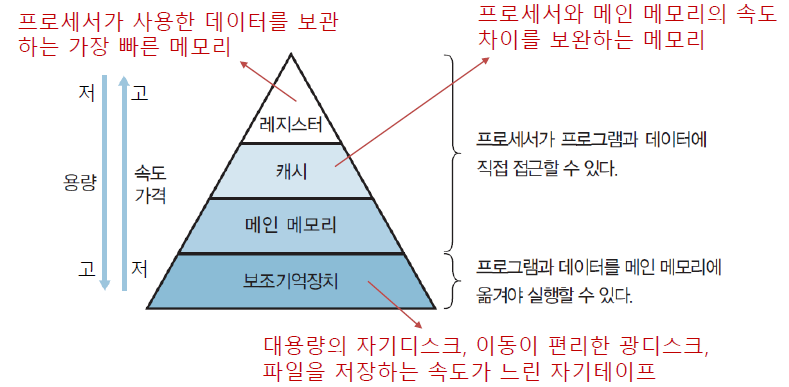 프로세서가 사용한 데이터를 보관
하는 가장 빠른 메모리
프로세서와 메인 메모리의 속도
차이를 보완하는 메모리
저
고
용량
속도
가격
고
저
레지스터
캐시
메인 메모리
보조기억장치
프로세서가 프로그램과 데이터에
직접 접근할 수 있다.
프로그램과 데이터를 메인 메모리에
옮겨야 실행할 수 있다.
대용량의 자기디스크, 이동이 편리한 광디스크,
파일을 저장하는 속도가 느린 자기테이프